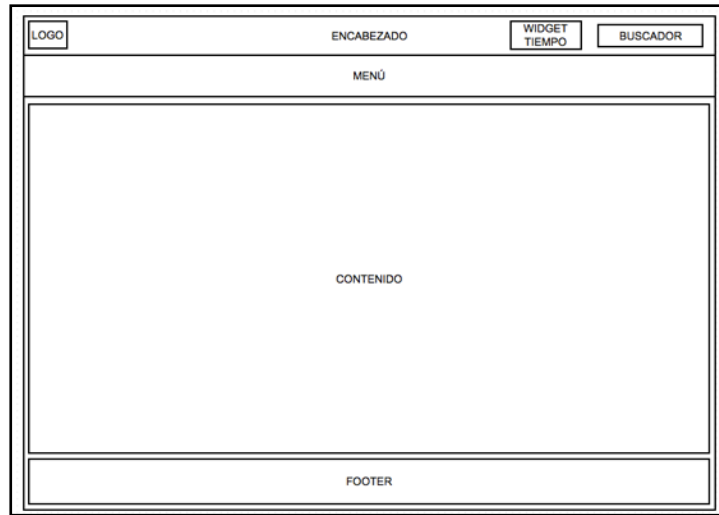 LOGO
ENCABEZADO
WIDGET
TIEMPO
BUSCADOR
MENÚ
CONTENIDO
FOOTER